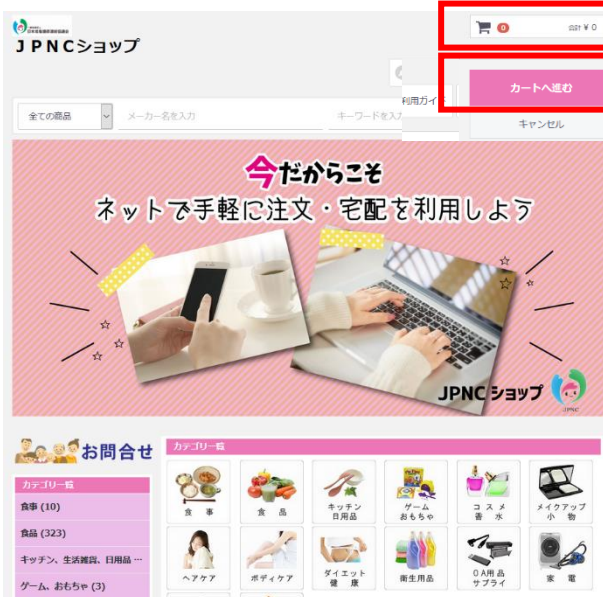 JPNCショップ
0
合計 ¥ 0
カートへ進む
利用ガイ
キャンセル
全ての商品
メーカー名を入力
キーワードを入力
今だからこそ
ネットで手軽に注文・宅配を利用しよう
JPNCショップ
JPNC
お問合せ
カテゴリ一覧
カテゴリ一覧
食事 (10)
食品 (323)
キッチン、生活雑貨、日用品 …
ゲーム、おもちゃ (3)
食 事
食 品
キッチン
日用品
ゲーム
おもちゃ
コ ス メ
香 水
メイクアップ
小 物
ヘアケア
ボディケア
ダイエット
健 康
衛生用品
OA用品
サプライ
家 電